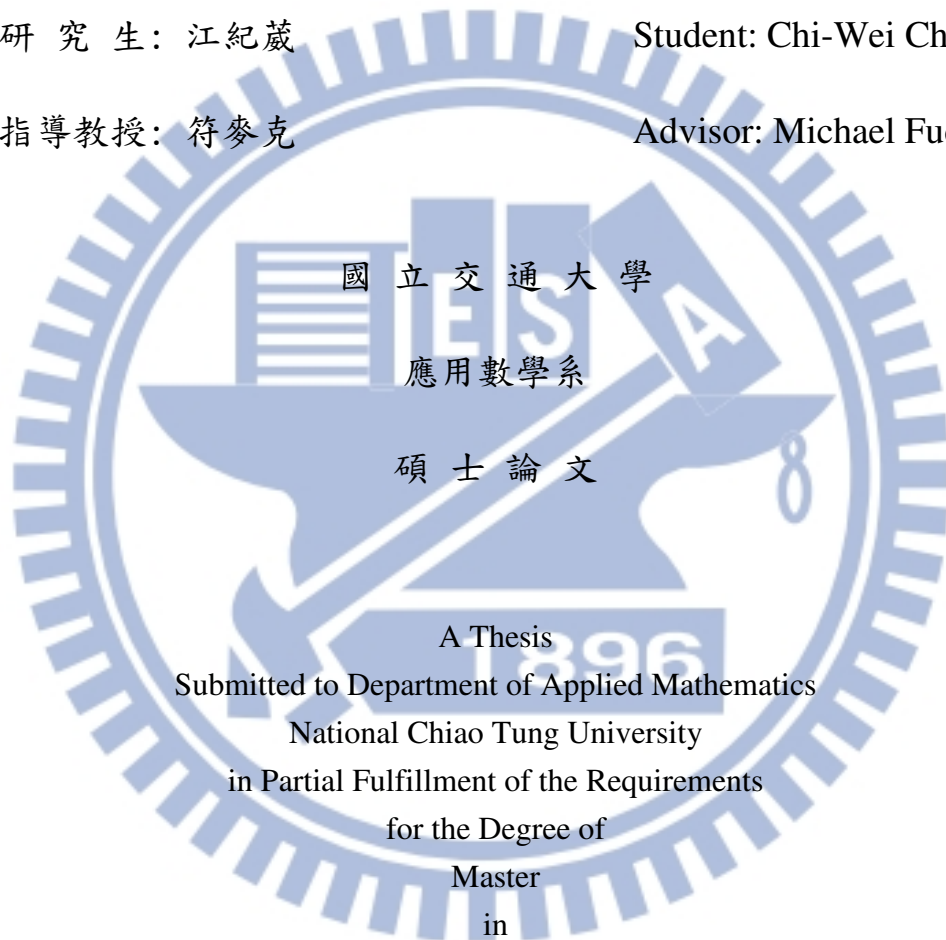 研 究 生: 江紀葳 Student: Chi-Wei Ch
指導教授: 符麥克 Advisor: Michael Fu
國 立 交 通 大 學
ESA
應用數學系
碩 士 論 文
8
A Thesis
1896
Submitted to Department of Applied Mathematics
National Chiao Tung University
in Partial Fulfillment of the Requirements
for the Degree of
Master
in